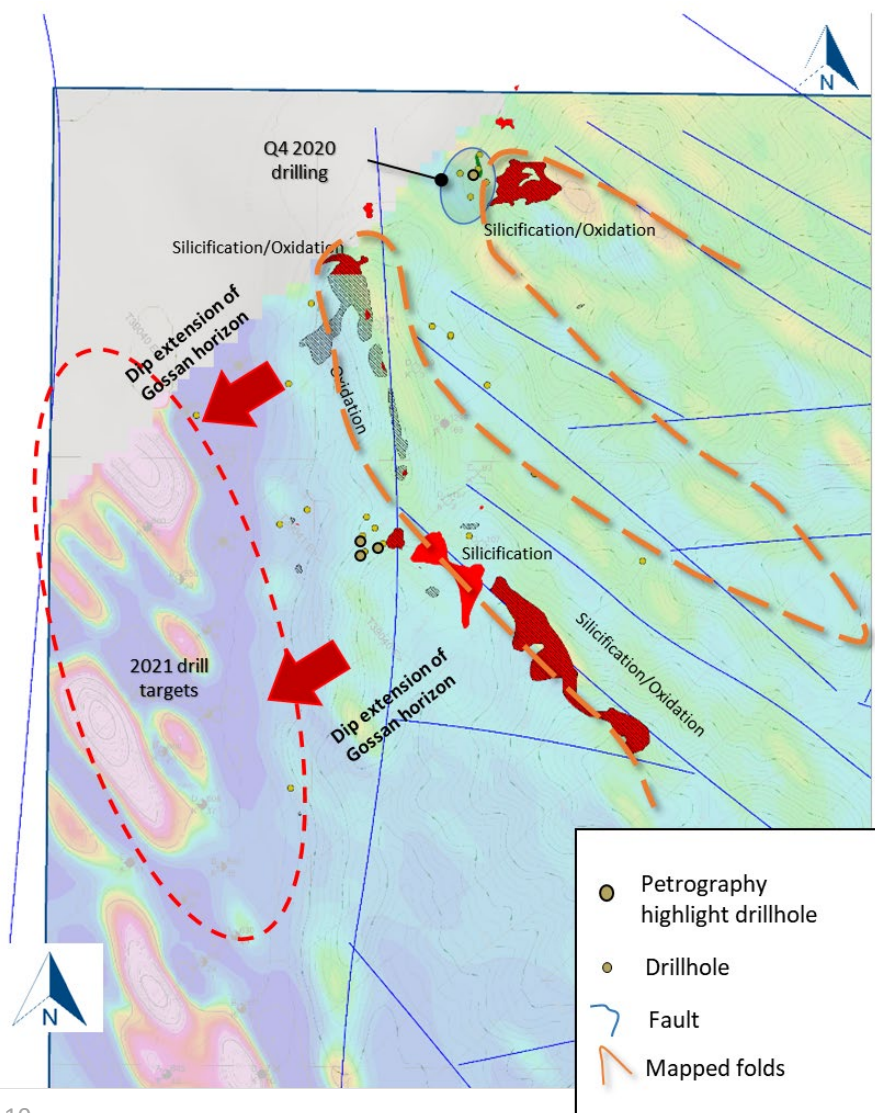 N
Q4 2020
drilling
Silicification/Oxidation
Silicification/Oxidation
Dip extension of
Gossan horizon
Oxidation
Silicification
2021 drill
targets
Silicification/Oxidation
Dip extension of
Gossan horizon
N
Petrography
highlight drillhole
Drillhole
Fault
Mapped folds